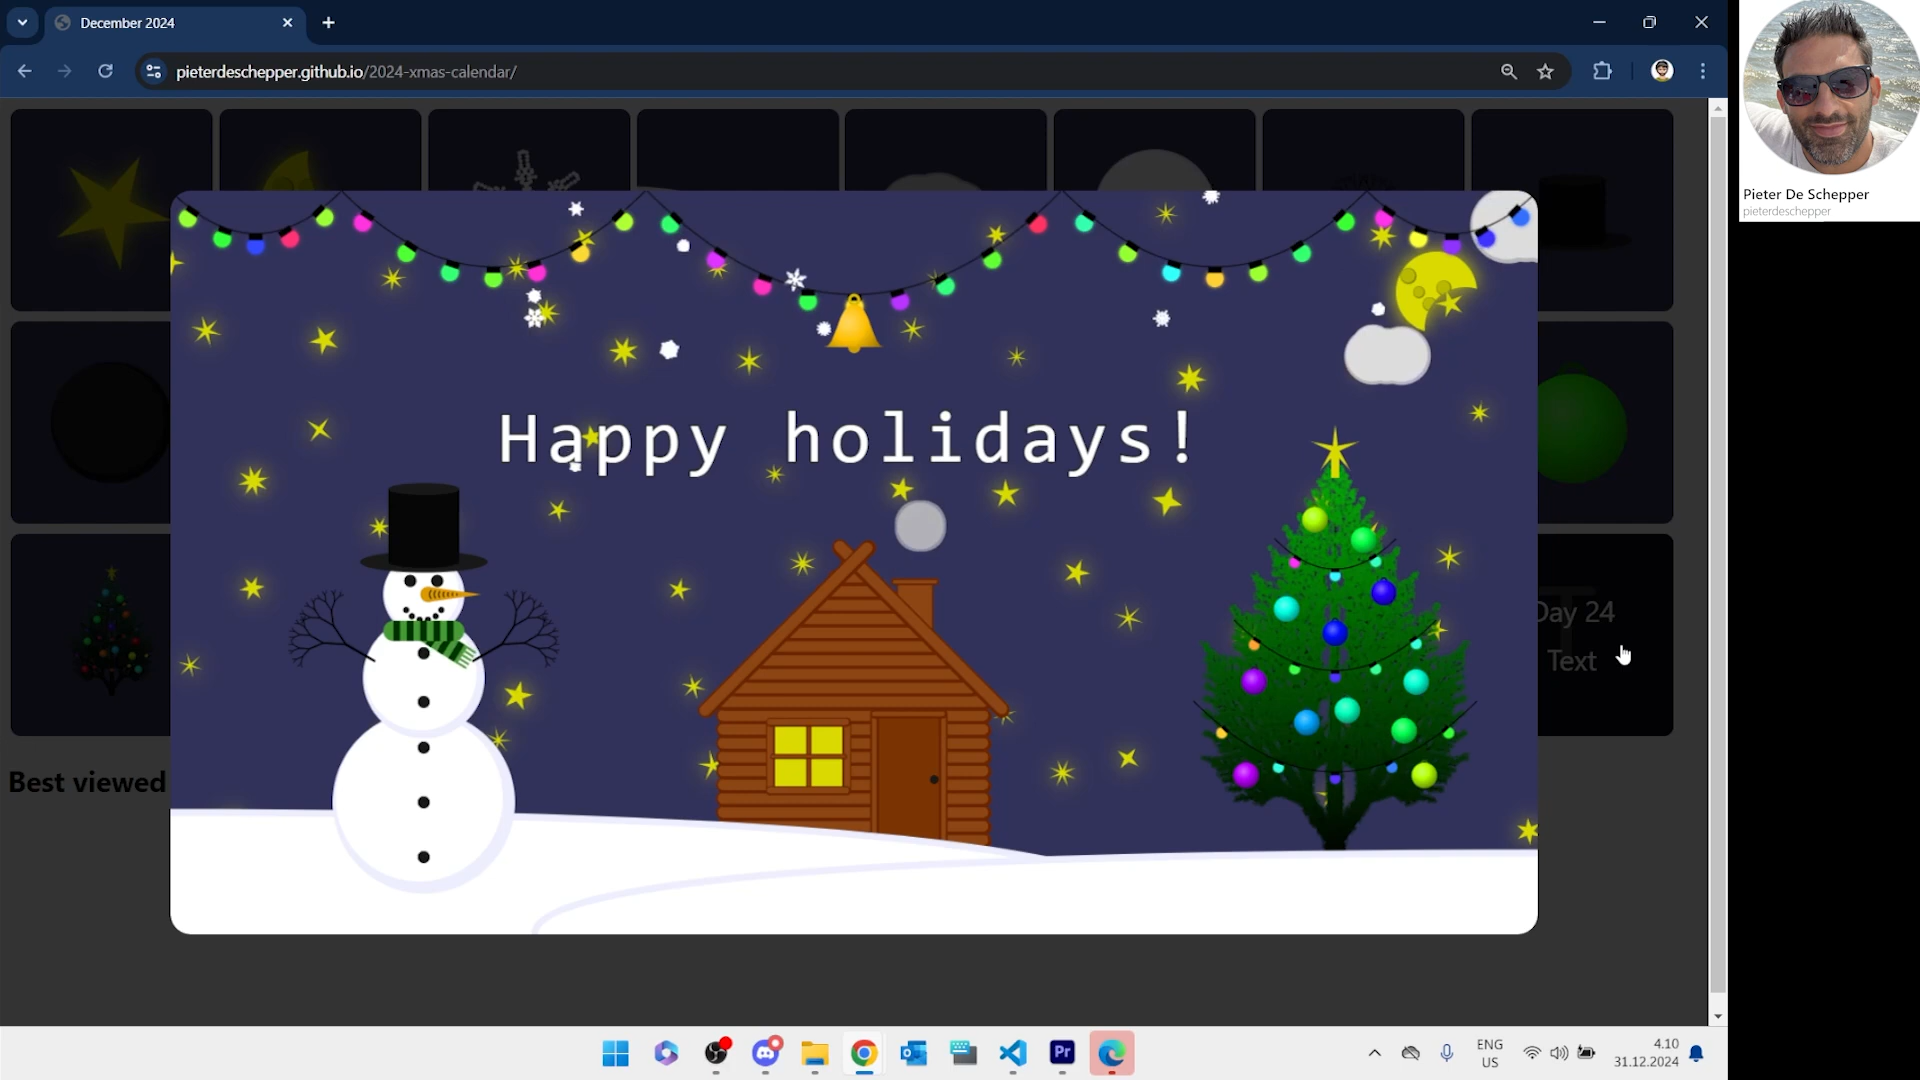 December 2024
pieterdeschepper.github.io/2024-xmas-calendar/
Pieter De Schepper
pieterdeschepper
Happy holidays!
Day 24
Text
Best viewed
Pr
ENG
US
4.10
31.12.2024